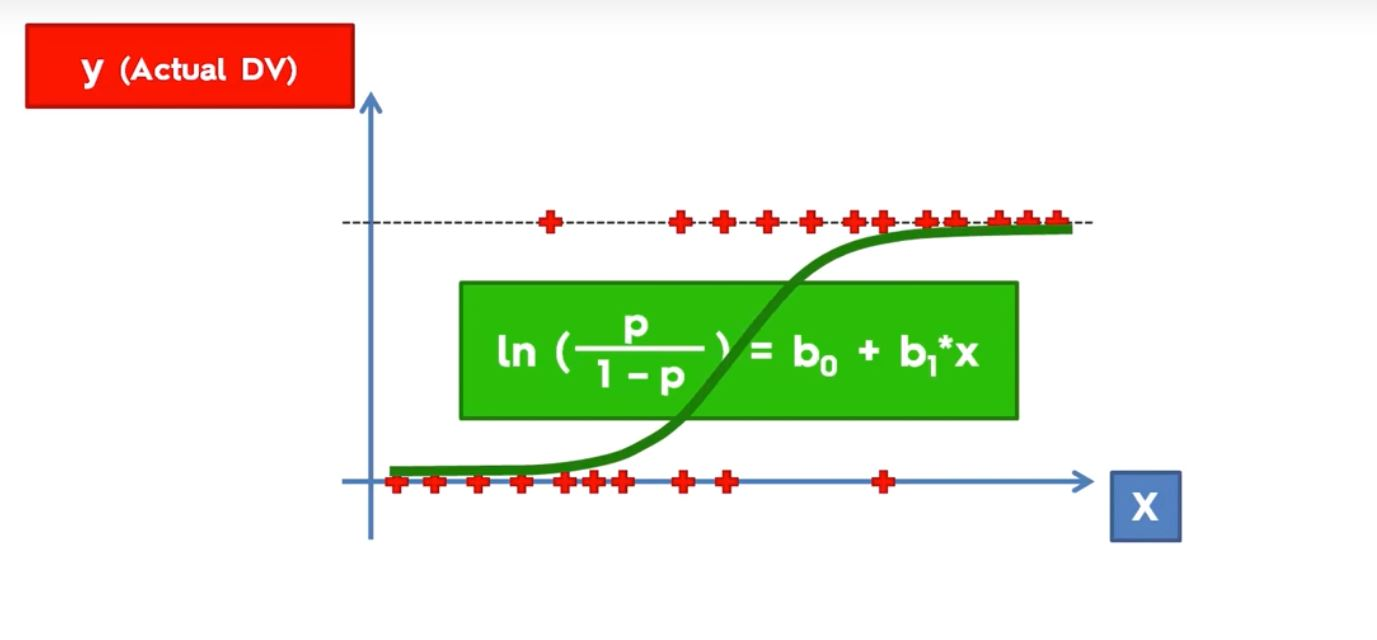 y (Actual DV)
ln ( p / 1 - p ) = b₀ + b₁*x
X